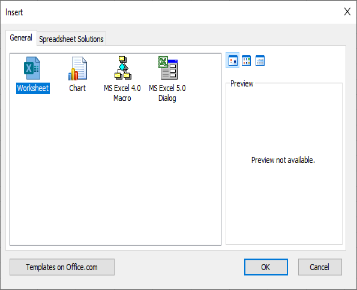 Insert
General
Spreadsheet Solutions
Worksheet
Chart
MS Excel 4.0
Macro
MS Excel 5.0
Dialog
Preview
Preview not available.
Templates on Office.com
OK
Cancel